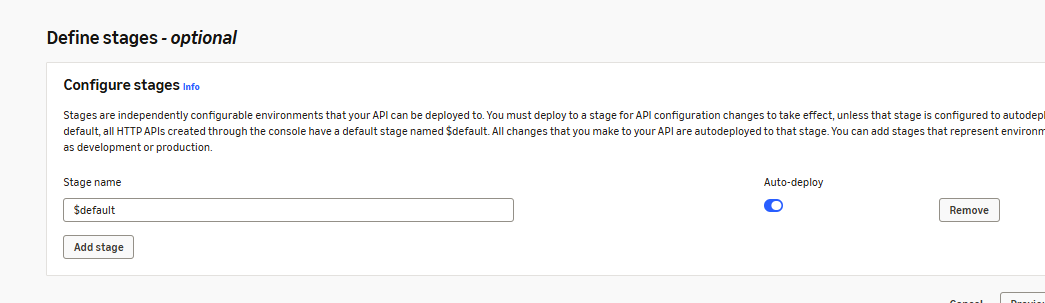 Define stages - optional
Configure stages Info
Stages are independently configurable environments that your API can be deployed to. You must deploy to a stage for API configuration changes to take effect, unless that stage is configured to
default, all HTTP APIs created through the console have a default stage named $default. All changes that you make to your API are autodeployed to that stage. You can add stages that represent
as development or production.
Stage name
Auto-deploy
$default
Remove
Add stage